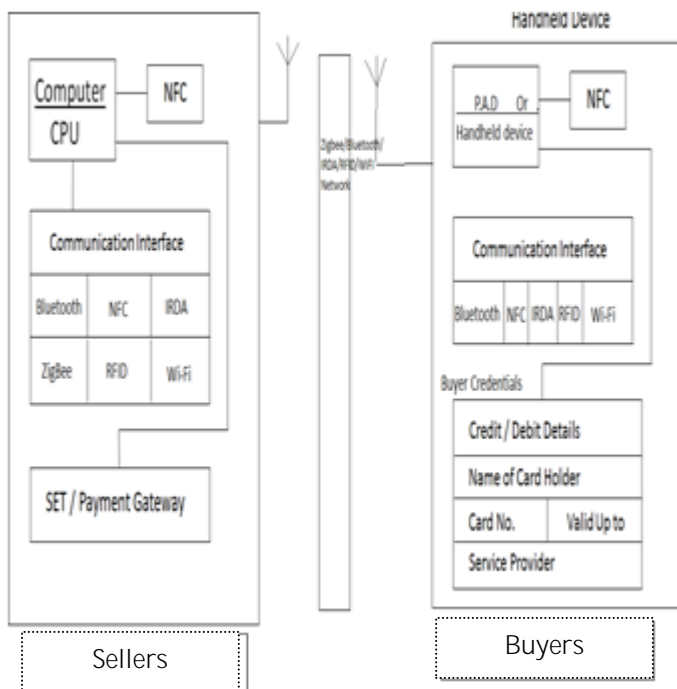 Computer
CPU
NFC
Communication Interface
Bluetooth NFC IRDA
ZigBee RFID Wi-Fi
SET / Payment Gateway
Sellers
Zigbee/Bluetooth/
IRDA/RFID/WiFi
Network
Handheld Device
P.A.D Or
Handheld device
NFC
Communication Interface
Bluetooth NFC IRDA RFID Wi-Fi
Buyer Credentials
Credit / Debit Details
Name of Card Holder
Card No. Valid Up to
Service Provider
Buyers